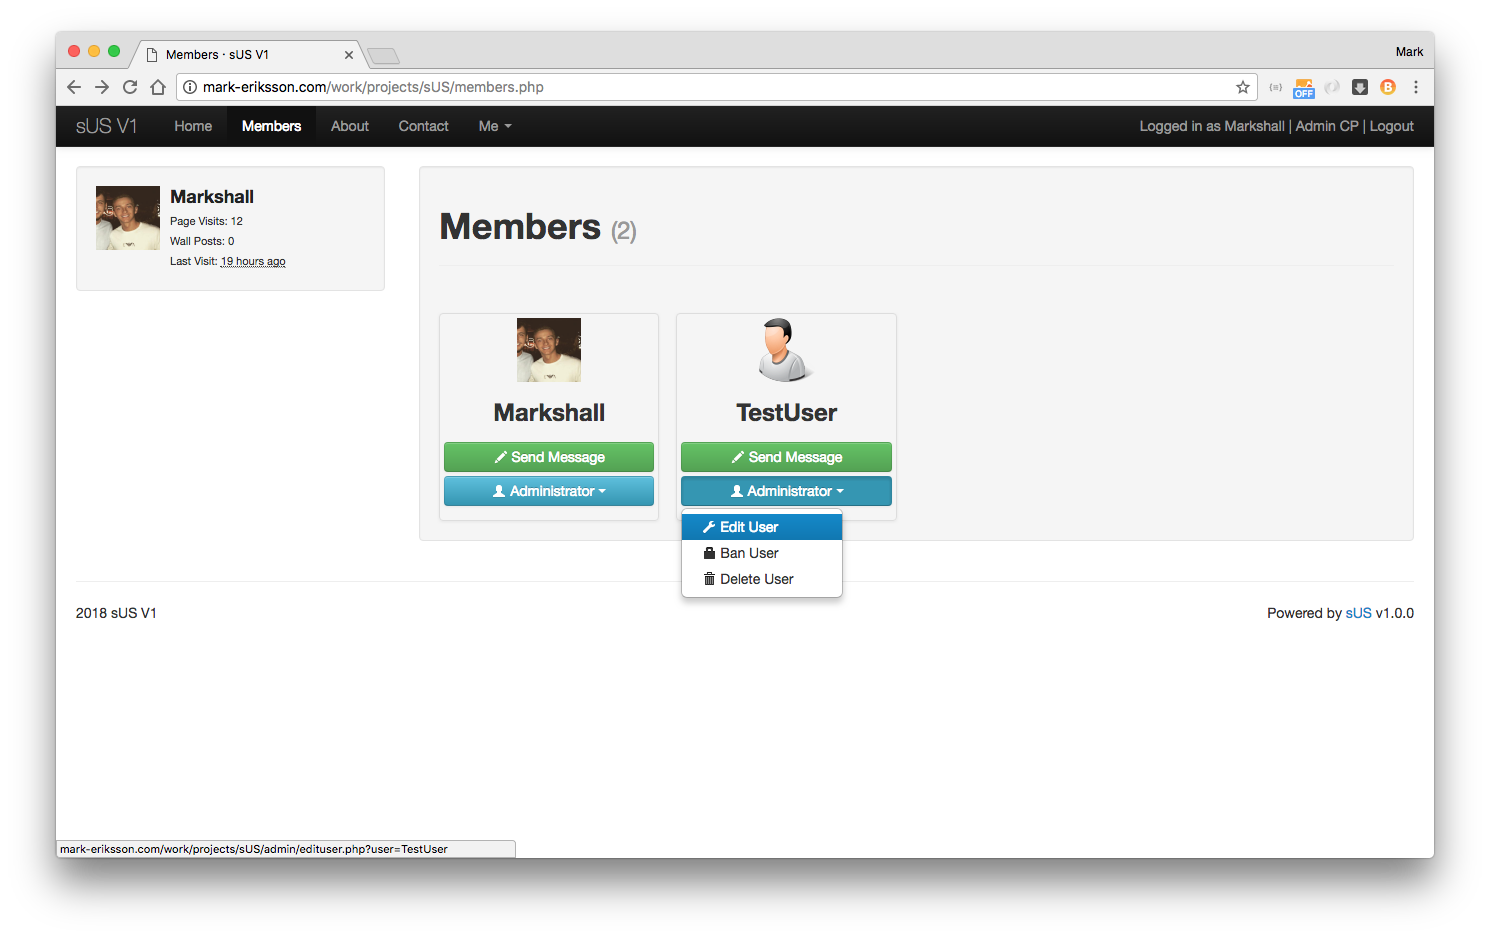 Members · sUS V1
Mark
mark-eriksson.com/work/projects/sUS/members.php
OFF
B
sUS V1 Home Members About Contact Me Logged in as Markshall | Admin CP | Logout
Markshall
Page Visits: 12
Wall Posts: 0
Last Visit: 19 hours ago
Members (2)
Markshall
Send Message
Administrator
TestUser
Send Message
Administrator
Edit User
Ban User
Delete User
2018 sUS V1
Powered by sUS v1.0.0
mark-eriksson.com/work/projects/sUS/admin/edituser.php?user=TestUser